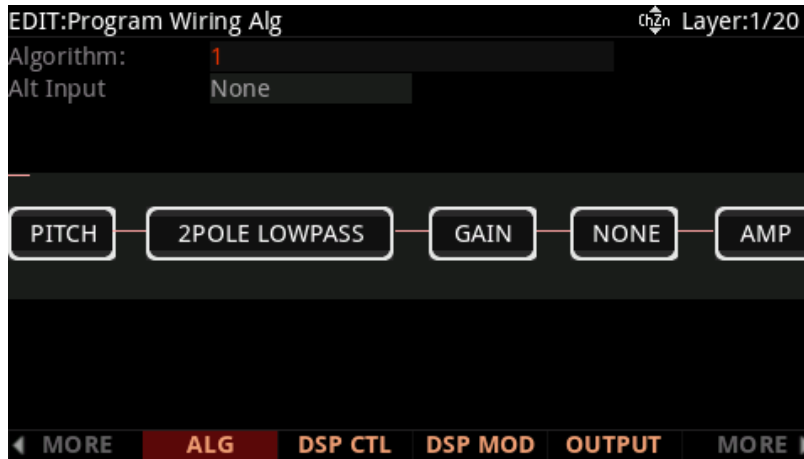 EDIT:Program Wiring Alg ChZn Layer:1/20
Algorithm: 1
Alt Input None
PITCH 2POLE LOWPASS GAIN NONE AMP
MORE ALG DSP CTL DSP MOD OUTPUT MORE